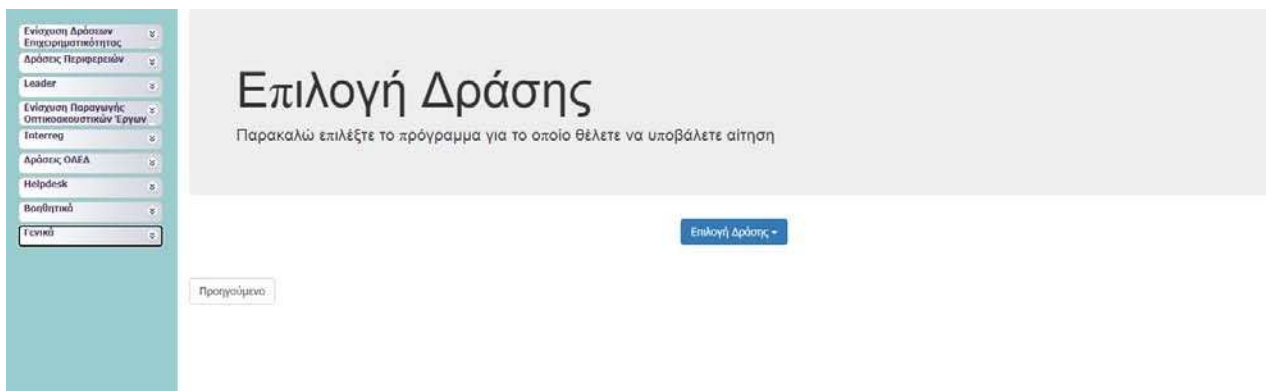 Ενίσχυση Δράσεων
Επιχειρηματικότητας
Δράσεις Περιφερειών
Leader
Ενίσχυση Παραγωγής
Οπτικοακουστικών Έργων
Interreg
Δράσεις ΟΑΕΔ
Helpdesk
Βοηθητικά
Γενικά
Επιλογή Δράσης
Παρακαλώ επιλέξτε το πρόγραμμα για το οποίο θέλετε να υποβάλετε αίτηση
Επιλογή Δράσης
Προηγούμενο